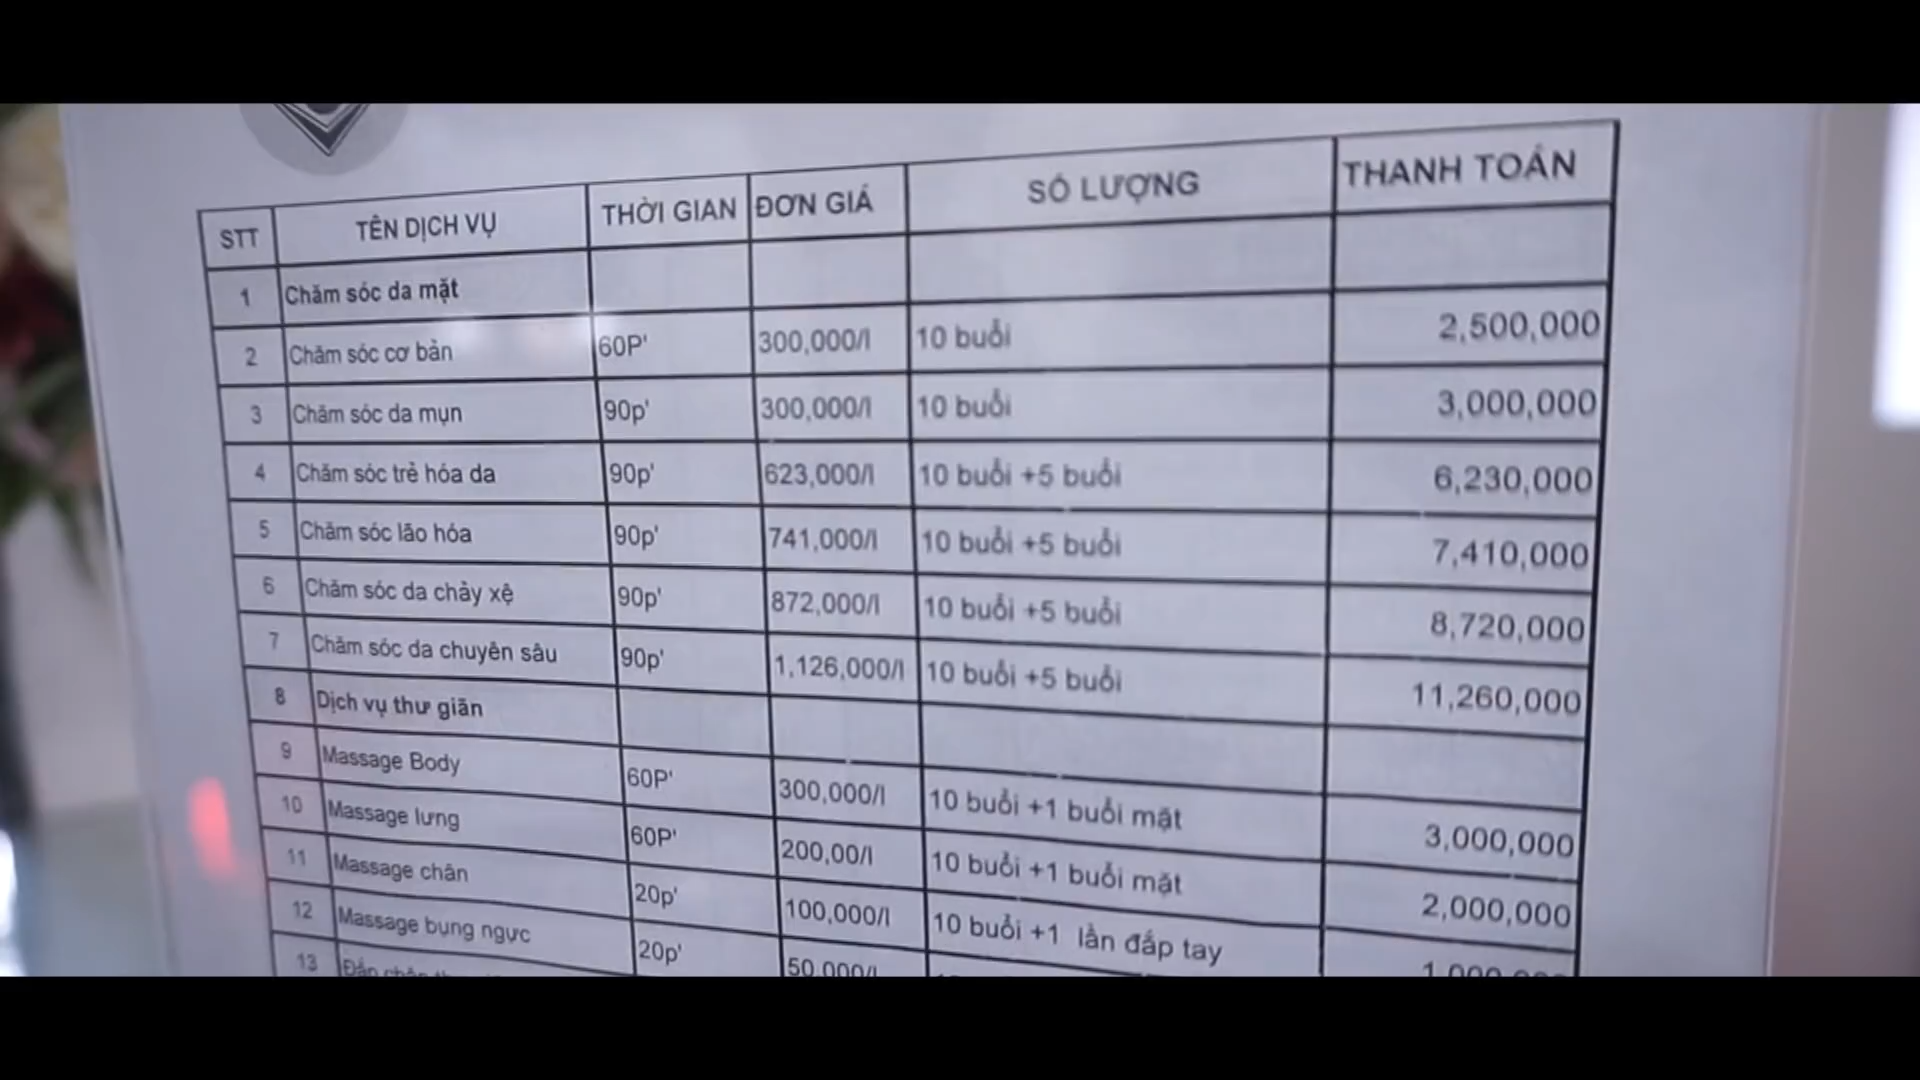 STT TÊN DỊCH VỤ THỜI GIAN ĐƠN GIÁ SỐ LƯỢNG THANH TOÁN
1 Chăm sóc da mặt
2 Chăm sóc cơ bản 60P' 300,000/l 10 buổi 2,500,000
3 Chăm sóc da mụn 90p' 300,000/l 10 buổi 3,000,000
4 Chăm sóc trẻ hóa da 90p' 623,000/l 10 buổi +5 buổi 6,230,000
5 Chăm sóc lão hóa 90p' 741,000/l 10 buổi +5 buổi 7,410,000
6 Chăm sóc da chảy xệ 90p' 872,000/l 10 buổi +5 buổi 8,720,000
7 Chăm sóc da chuyên sâu 90p' 1,126,000/l 10 buổi +5 buổi 11,260,000
8 Dịch vụ thư giãn
9 Massage Body 60P' 300,000/l 10 buổi +1 buổi mặt 3,000,000
10 Massage lưng 60P' 200,00/l 10 buổi +1 buổi mặt 2,000,000
11 Massage chân 20p' 100,000/l 10 buổi +1 lần đắp tay
12 Massage bụng ngực 20p' 50,000/l
13